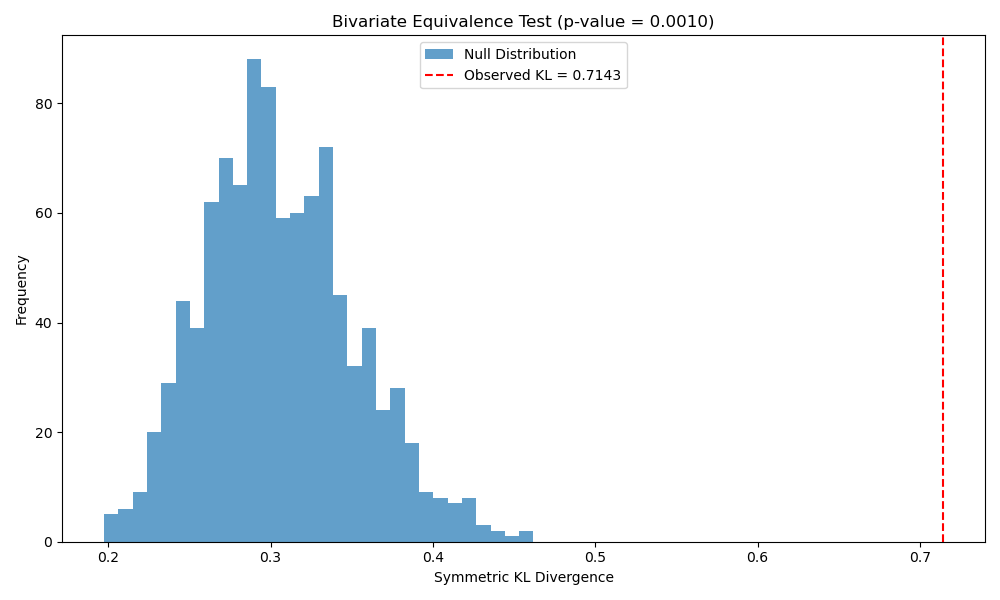 Bivariate Equivalence Test (p-value = 0.0010)
Null Distribution
Observed KL = 0.7143
Frequency
80
60
40
20
0
0.2 0.3 0.4 0.5 0.6 0.7
Symmetric KL Divergence